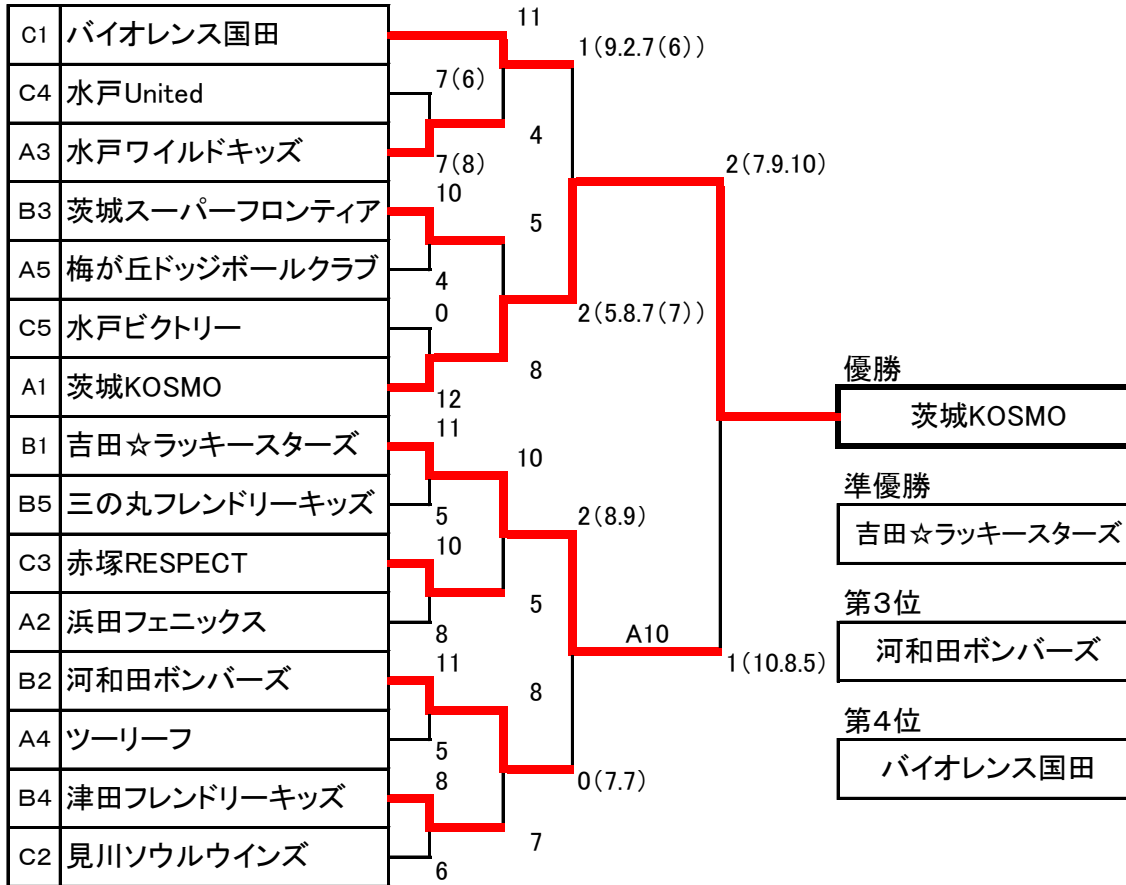 C1 バイオレンス国田
C4 水戸United
A3 水戸ワイルドキッズ
B3 茨城スーパーフロンティア
A5 梅が丘ドッジボールクラブ
C5 水戸ビクトリー
A1 茨城KOSMO
B1 吉田☆ラッキースターズ
B5 三の丸フレンドリーキッズ
C3 赤塚RESPECT
A2 浜田フェニックス
B2 河和田ボンバーズ
A4 ツーリーフ
B4 津田フレンドリーキッズ
C2 見川ソウルウインズ
7(6)
7(8)
10
4
0
12
11
5
10
8
11
5
8
6
11
4
5
8
10
5
8
7
1(9.2.7(6))
2(5.8.7(7))
2(8.9)
0(7.7)
A10
2(7.9.10)
1(10.8.5)
優勝
茨城KOSMO
準優勝
吉田☆ラッキースターズ
第3位
河和田ボンバーズ
第4位
バイオレンス国田